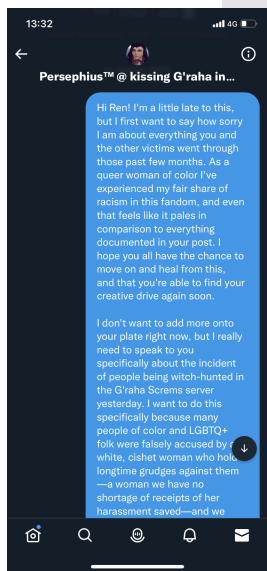 13:32
4G
Persephius™ @ kissing G'raha in...
Hi Ren! I'm a little late to this,
but I first want to say how sorry
I am about everything you and
the other victims went through
those past few months. As a
queer woman of color I've
experienced my fair share of
racism in this fandom, and even
that feels like it pales in
comparison to everything
documented in your post. I
hope you all have the chance to
move on and heal from this,
and that you're able to find your
creative drive again soon.
I don't want to add more onto
your plate right now, but I really
need to speak to you
specifically about the incident
of people being witch-hunted in
the G'raha Screms server
yesterday. I want to do this
specifically because many
people of color and LGBTQ+
folk were falsely accused by a
white, cishet woman who hold
longtime grudges against them
—a woman we have no
shortage of receipts of her
harassment saved—and we